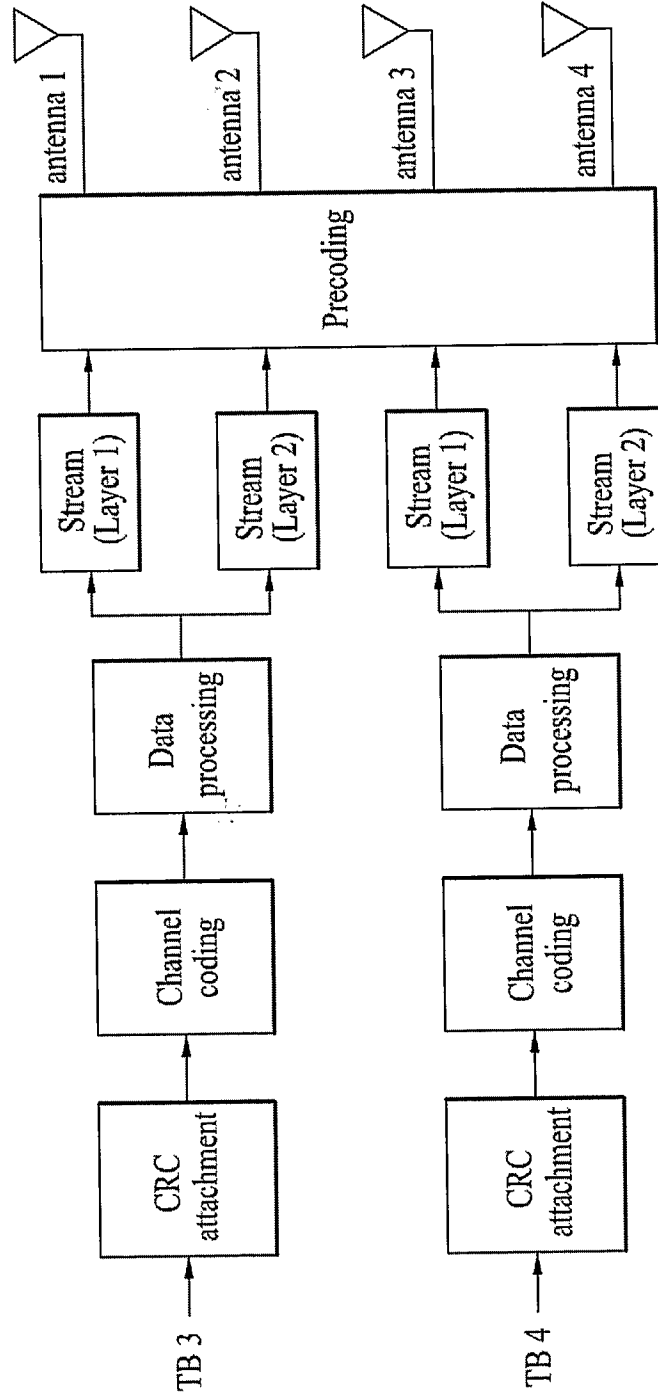 TB 3
CRC
attachment
Channel
coding
Data
processing
Stream
(Layer 1)
Stream
(Layer 2)
TB 4
CRC
attachment
Channel
coding
Data
processing
Stream
(Layer 1)
Stream
(Layer 2)
Precoding
antenna 1
antenna 2
antenna 3
antenna 4